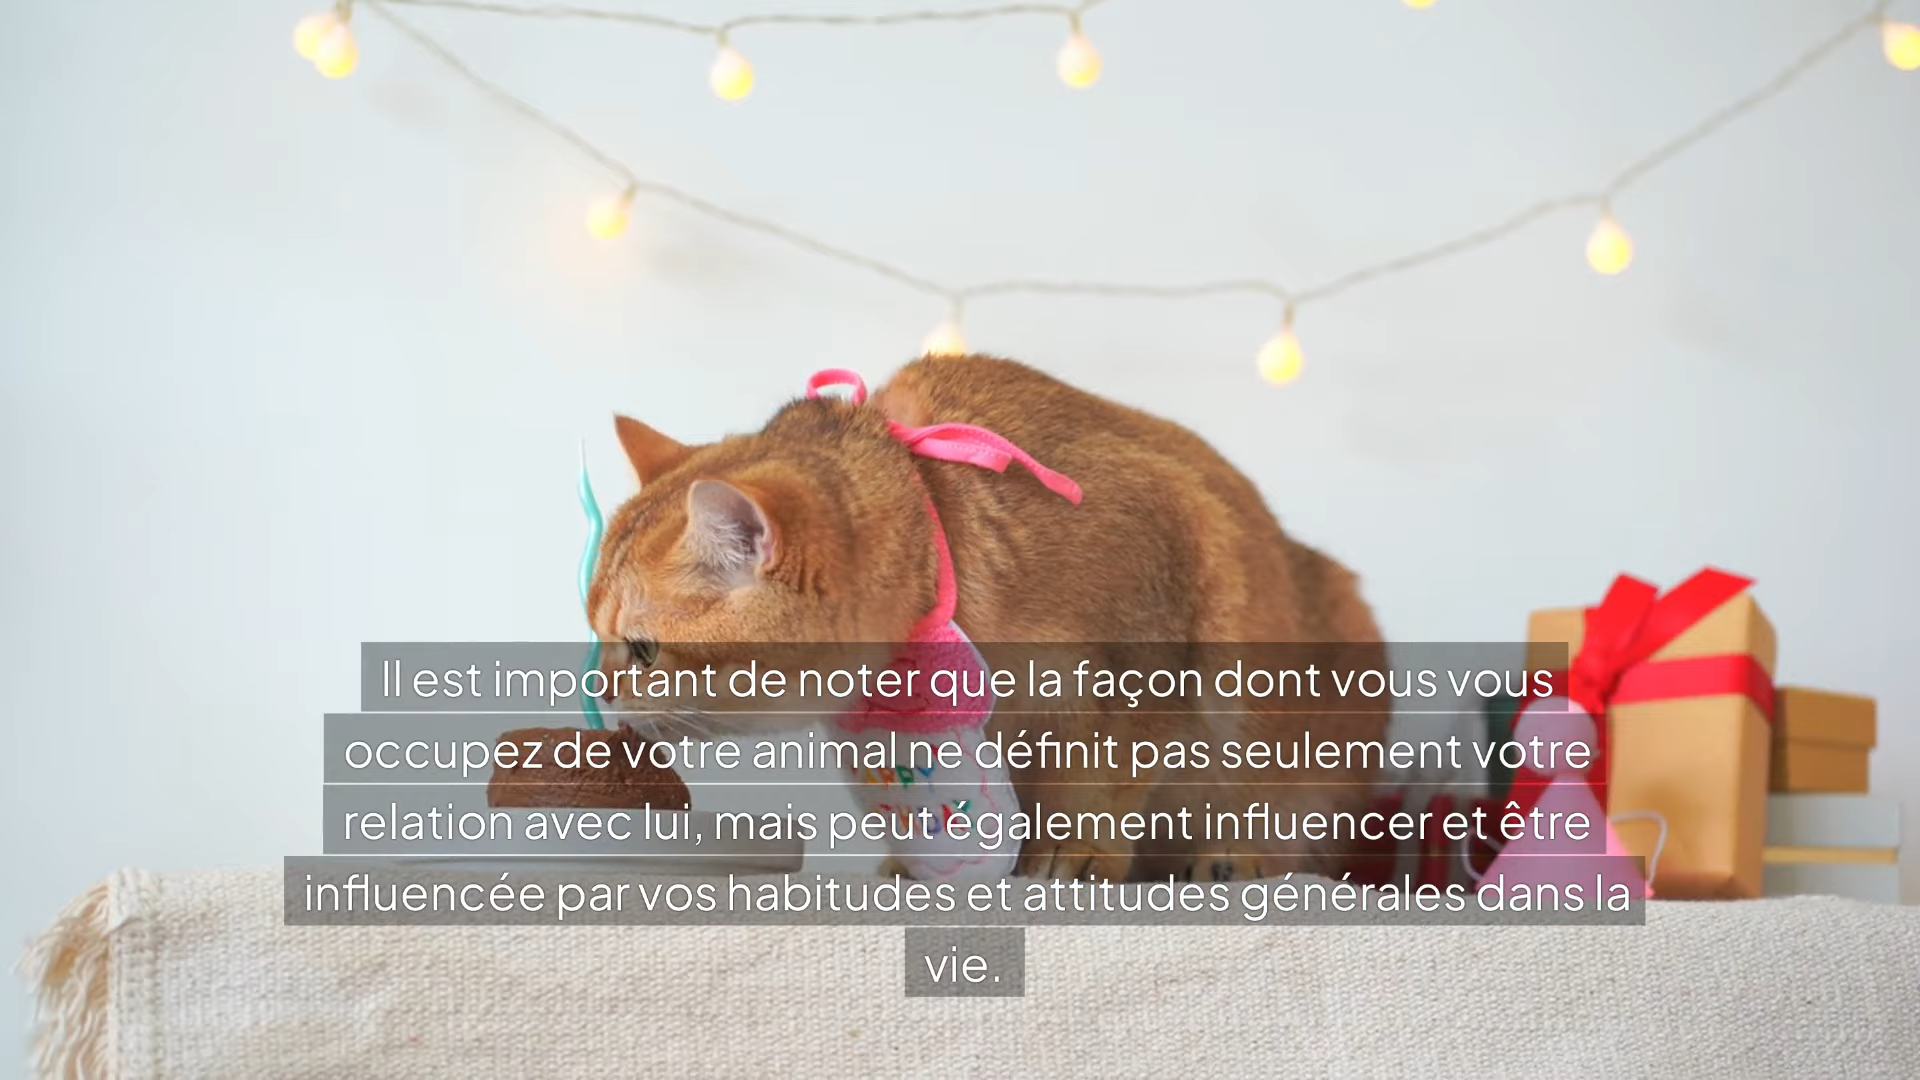 Il est important de noter que la façon dont vous vous
occupez de votre animal ne définit pas seulement votre
relation avec lui, mais peut également influencer et être
influencée par vos habitudes et attitudes générales dans la
vie.